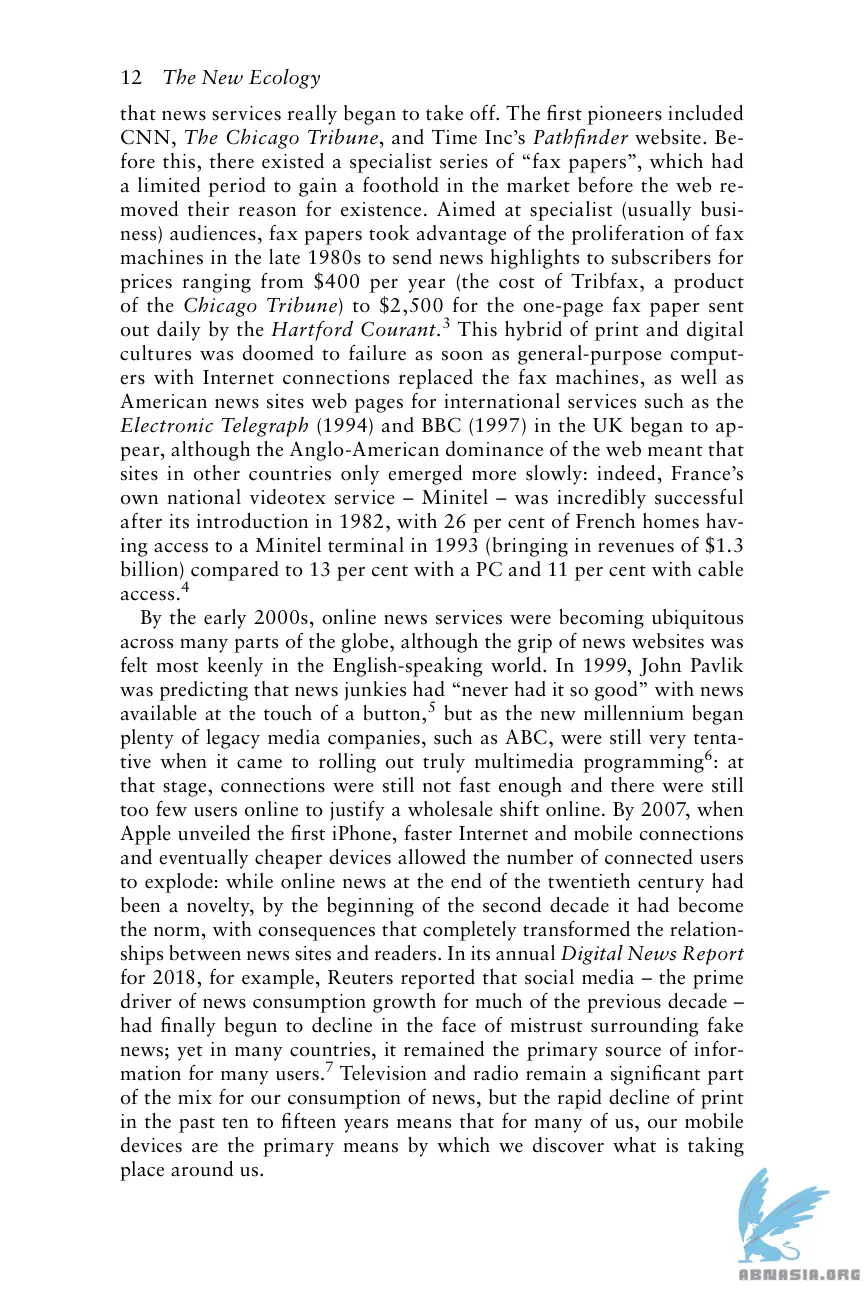 12 The New Ecology
that news services really began to take off. The first pioneers included
CNN, The Chicago Tribune, and Time Inc’s Pathfinder website. Be-
fore this, there existed a specialist series of “fax papers”, which had
a limited period to gain a foothold in the market before the web re-
moved their reason for existence. Aimed at specialist (usually busi-
ness) audiences, fax papers took advantage of the proliferation of fax
machines in the late 1980s to send news highlights to subscribers for
prices ranging from $400 per year (the cost of Tribfax, a product
of the Chicago Tribune) to $2,500 for the one-page fax paper sent
out daily by the Hartford Courant.3 This hybrid of print and digital
cultures was doomed to failure as soon as general-purpose comput-
ers with Internet connections replaced the fax machines, as well as
American news sites web pages for international services such as the
Electronic Telegraph (1994) and BBC (1997) in the UK began to ap-
pear, although the Anglo-American dominance of the web meant that
sites in other countries only emerged more slowly: indeed, France’s
own national videotex service – Minitel – was incredibly successful
after its introduction in 1982, with 26 per cent of French homes hav-
ing access to a Minitel terminal in 1993 (bringing in revenues of $1.3
billion) compared to 13 per cent with a PC and 11 per cent with cable
access.4
By the early 2000s, online news services were becoming ubiquitous
across many parts of the globe, although the grip of news websites was
felt most keenly in the English-speaking world. In 1999, John Pavlik
was predicting that news junkies had “never had it so good” with news
available at the touch of a button,5 but as the new millennium began
plenty of legacy media companies, such as ABC, were still very tenta-
tive when it came to rolling out truly multimedia programming6: at
that stage, connections were still not fast enough and there were still
too few users online to justify a wholesale shift online. By 2007, when
Apple unveiled the first iPhone, faster Internet and mobile connections
and eventually cheaper devices allowed the number of connected users
to explode: while online news at the end of the twentieth century had
been a novelty, by the beginning of the second decade it had become
the norm, with consequences that completely transformed the relation-
ships between news sites and readers. In its annual Digital News Report
for 2018, for example, Reuters reported that social media – the prime
driver of news consumption growth for much of the previous decade –
had finally begun to decline in the face of mistrust surrounding fake
news; yet in many countries, it remained the primary source of infor-
mation for many users.7 Television and radio remain a significant part
of the mix for our consumption of news, but the rapid decline of print
in the past ten to fifteen years means that for many of us, our mobile
devices are the primary means by which we discover what is taking
place around us.
ABNASIA.ORG